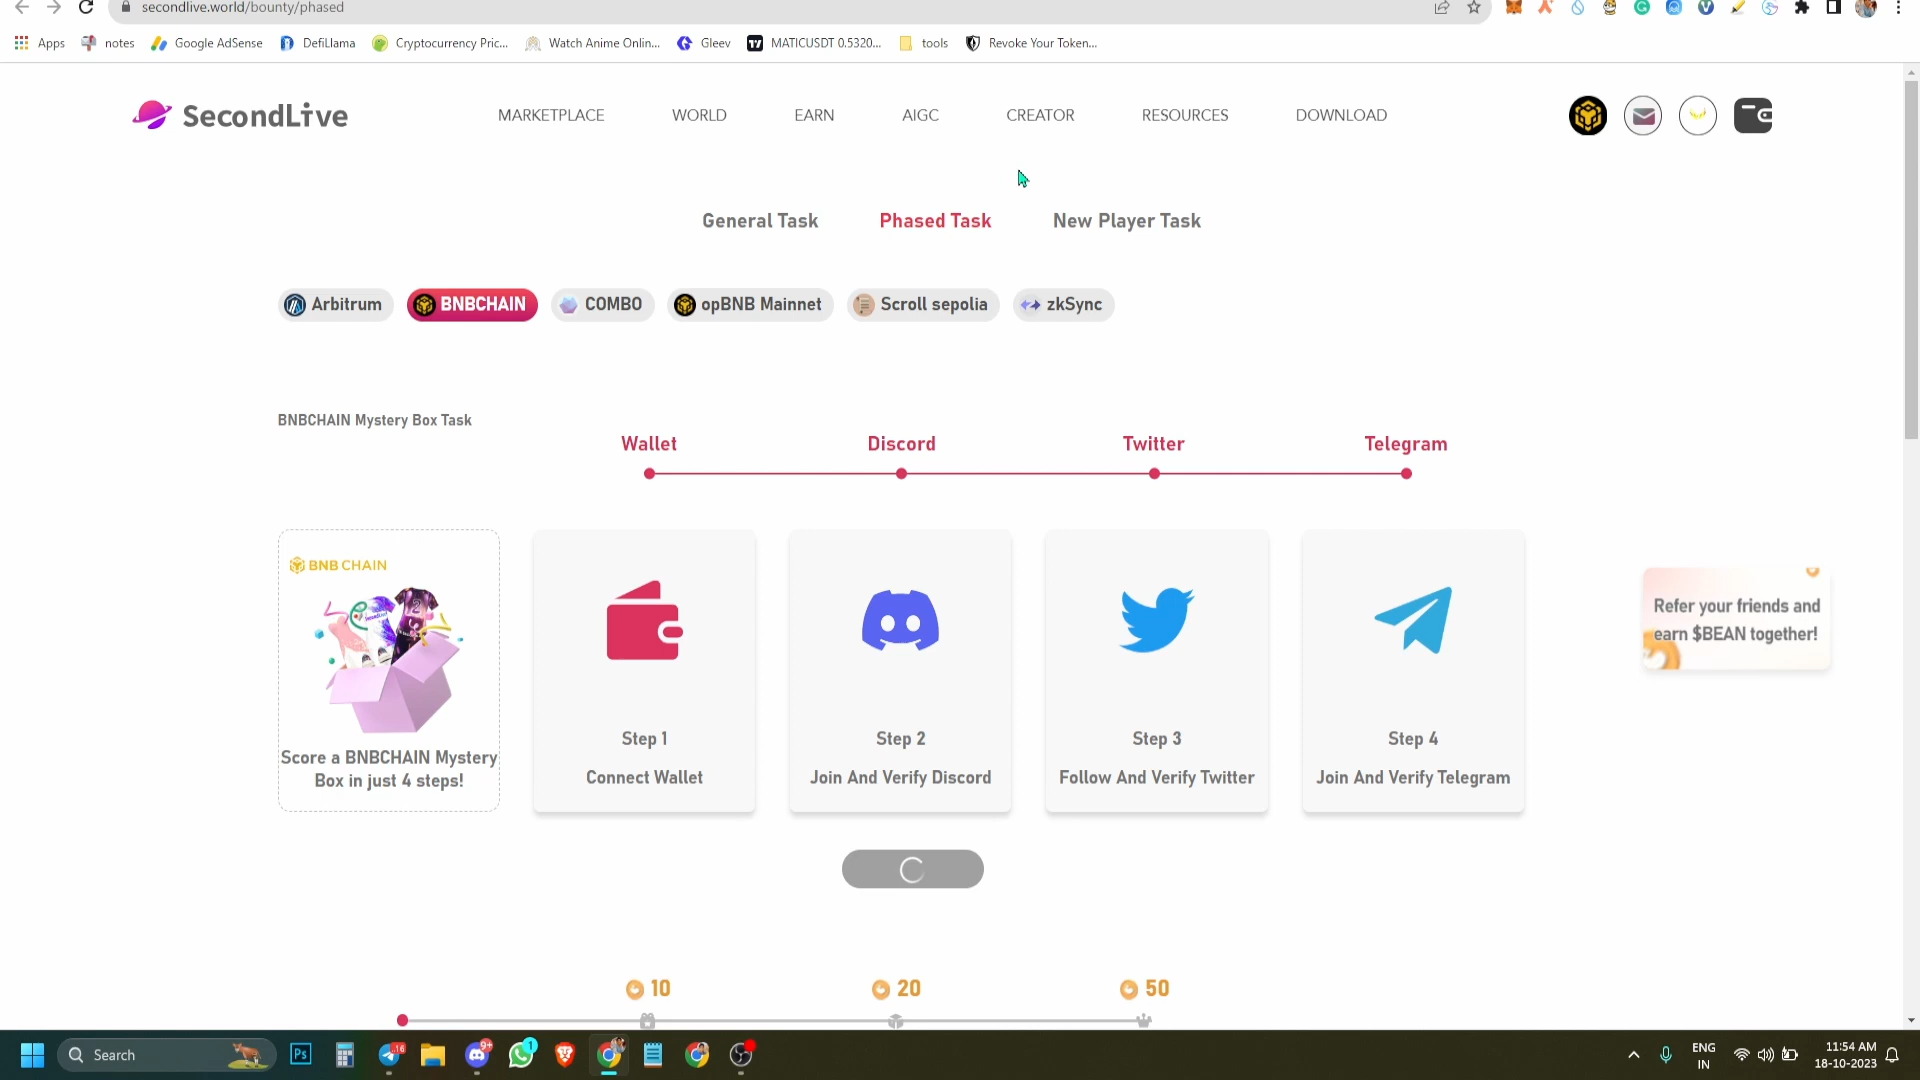 secondlive.world/bounty/phased
Apps
notes
Google AdSense
DefiLlama
Cryptocurrency Pric...
Watch Anime Onlin...
Gleev
MATICUSDT 0.5320...
tools
Revoke Your Token...
SecondLive
MARKETPLACE
WORLD
EARN
AIGC
CREATOR
RESOURCES
DOWNLOAD
General Task
Phased Task
New Player Task
Arbitrum
BNBCHAIN
COMBO
opBNB Mainnet
Scroll sepolia
zkSync
BNBCHAIN Mystery Box Task
Wallet
Discord
Twitter
Telegram
BNB CHAIN
Score a BNBCHAIN Mystery
Box in just 4 steps!
Step 1
Connect Wallet
Step 2
Join And Verify Discord
Step 3
Follow And Verify Twitter
Step 4
Join And Verify Telegram
Refer your friends and
earn $BEAN together!
10
20
50
Search
Ps
16
9+
1
ENG
IN
11:54 AM
18-10-2023